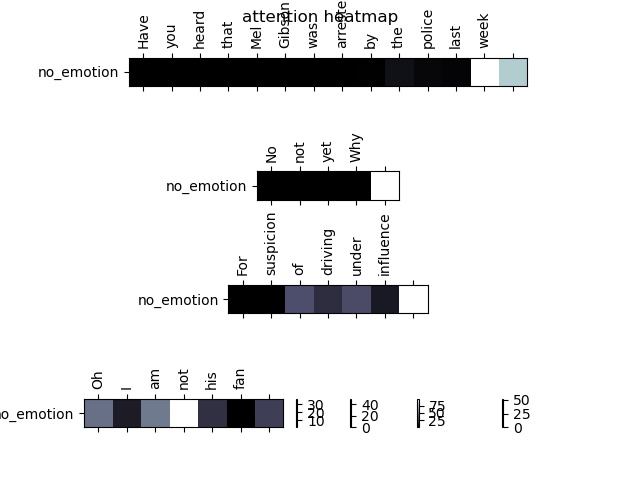 attention heatmap
Have you heard that Mel Gibson was arrested by the police last week
no_emotion
No not yet Why
no_emotion
For suspicion of driving under influence
no_emotion
Oh I am not his fan
no_emotion
30 20 10
40 20 0
75 50 25
50 25 0